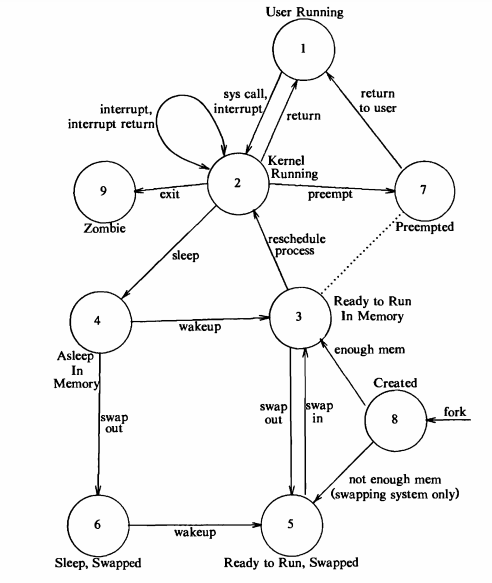 User Running
1
sys call,
interrupt
return
return
to user
interrupt,
interrupt return
Kernel
Running
2
9
exit
preempt
7
Zombie
Preempted
sleep
reschedule
process
4
wakeup
3
Ready to Run
In Memory
Asleep
In
Memory
enough mem
Created
8
fork
swap
out
swap
out
swap
in
not enough mem
(swapping system only)
6
wakeup
5
Sleep, Swapped
Ready to Run, Swapped